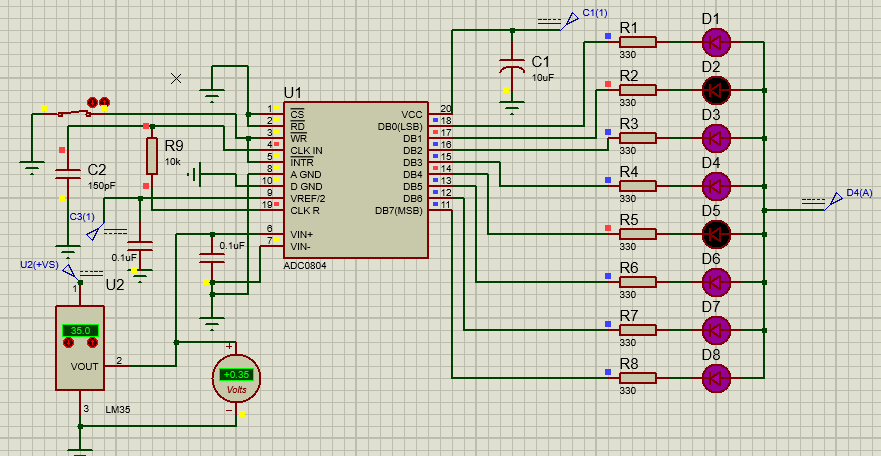 C1(1)
C1
10uF
U1
1 CS
2 RD
3 WR
4 CLK IN
5 INTR
8 A GND
10 D GND
9 VREF/2
19 CLK R
6 VIN+
7 VIN-
VCC 20
DB0(LSB) 18
DB1 17
DB2 16
DB3 15
DB4 14
DB5 13
DB6 12
DB7(MSB) 11
ADC0804
R9
10k
C2
150pF
C3(1)
0.1uF
0.1uF
U2(+VS)
U2
1
35.0
VOUT
2
3
LM35
+
+0.35
Volts
−
R1
330
D1
R2
330
D2
R3
330
D3
R4
330
D4
R5
330
D5
R6
330
D6
R7
330
D7
R8
330
D8
D4(A)